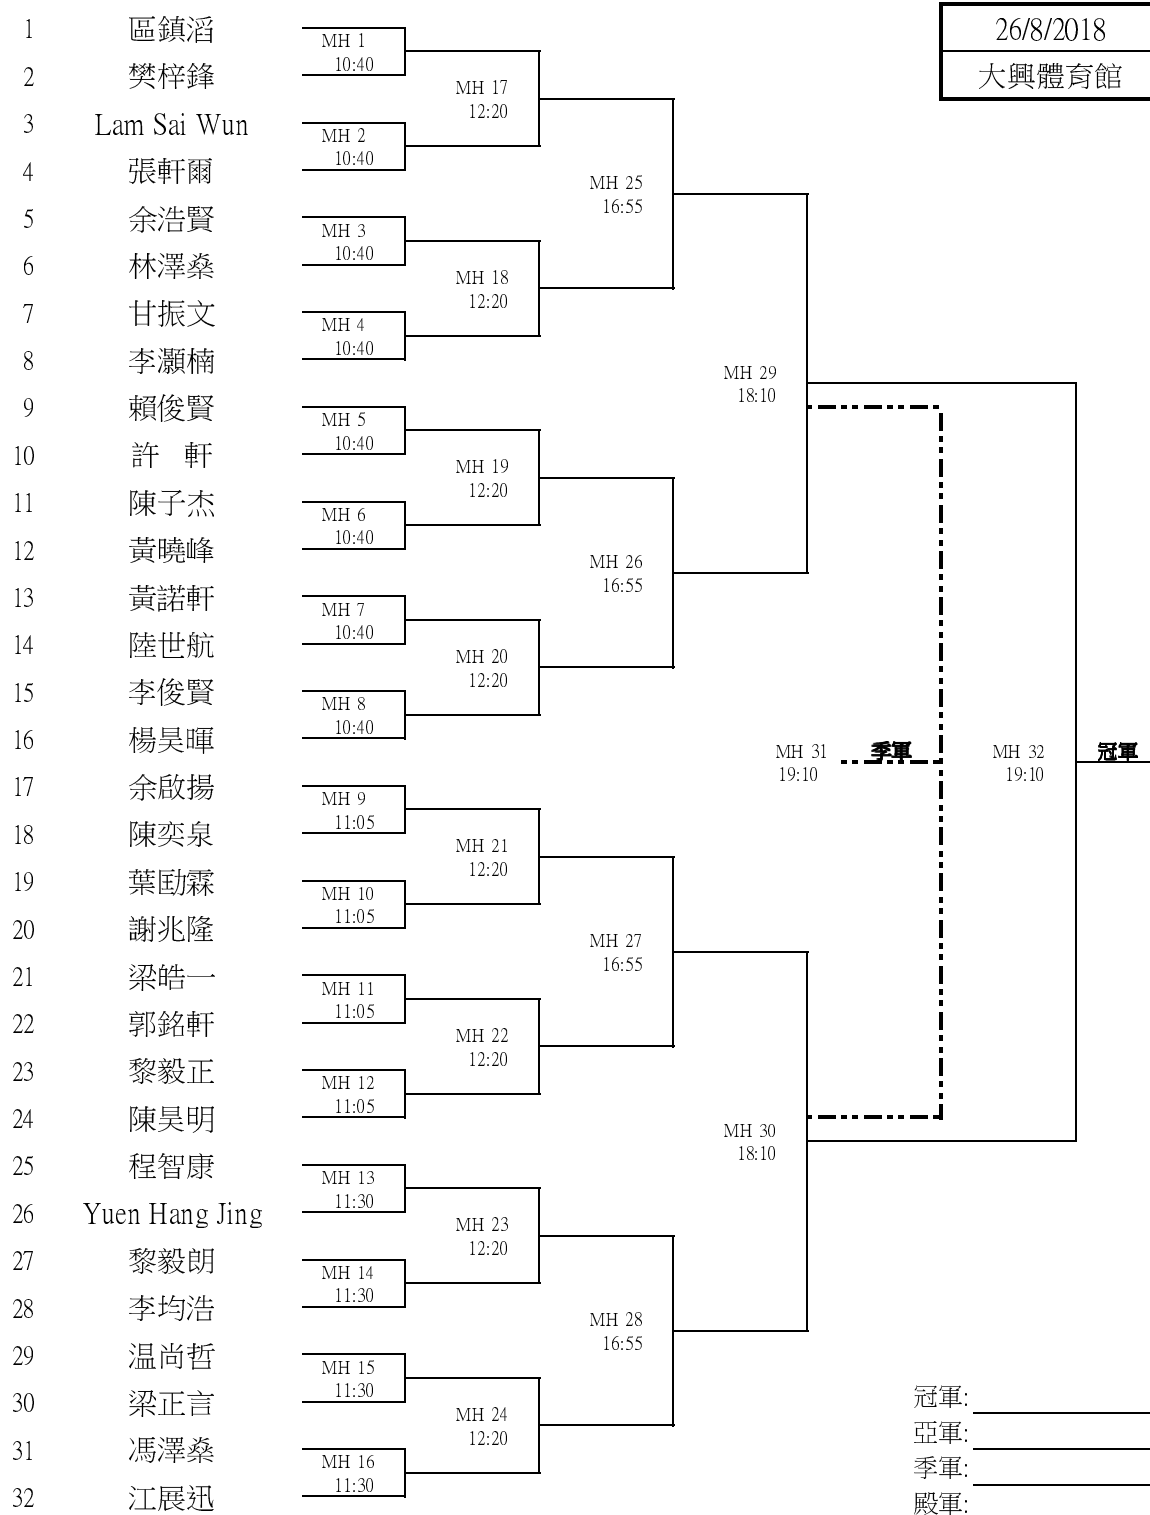 26/8/2018
大興體育館
1 區鎮滔
MH 1
10:40
2 樊梓鋒
MH 17
12:20
3 Lam Sai Wun
MH 2
10:40
4 張軒爾
MH 25
16:55
5 余浩賢
MH 3
10:40
6 林澤燊
MH 18
12:20
7 甘振文
MH 4
10:40
8 李灝楠
MH 29
18:10
9 賴俊賢
MH 5
10:40
10 許 軒
MH 19
12:20
11 陳子杰
MH 6
10:40
12 黃曉峰
MH 26
16:55
13 黃諾軒
MH 7
10:40
14 陸世航
MH 20
12:20
15 李俊賢
MH 8
10:40
16 楊昊暉
MH 31
19:10
季軍
MH 32
19:10
冠軍
17 余啟揚
MH 9
11:05
18 陳奕泉
MH 21
12:20
19 葉劻霖
MH 10
11:05
20 謝兆隆
MH 27
16:55
21 梁皓一
MH 11
11:05
22 郭銘軒
MH 22
12:20
23 黎毅正
MH 12
11:05
24 陳昊明
MH 30
18:10
25 程智康
MH 13
11:30
26 Yuen Hang Jing
MH 23
12:20
27 黎毅朗
MH 14
11:30
28 李均浩
MH 28
16:55
29 温尚哲
MH 15
11:30
30 梁正言
MH 24
12:20
31 馮澤燊
MH 16
11:30
32 江展迅
冠軍:
亞軍:
季軍:
殿軍: